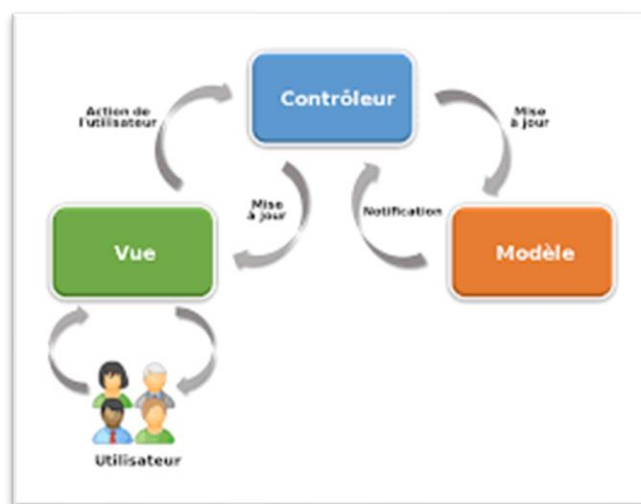 Contrôleur
Action de
l'utilisateur
Mise
à jour
Mise
à jour
Notification
Vue
Modèle
Utilisateur